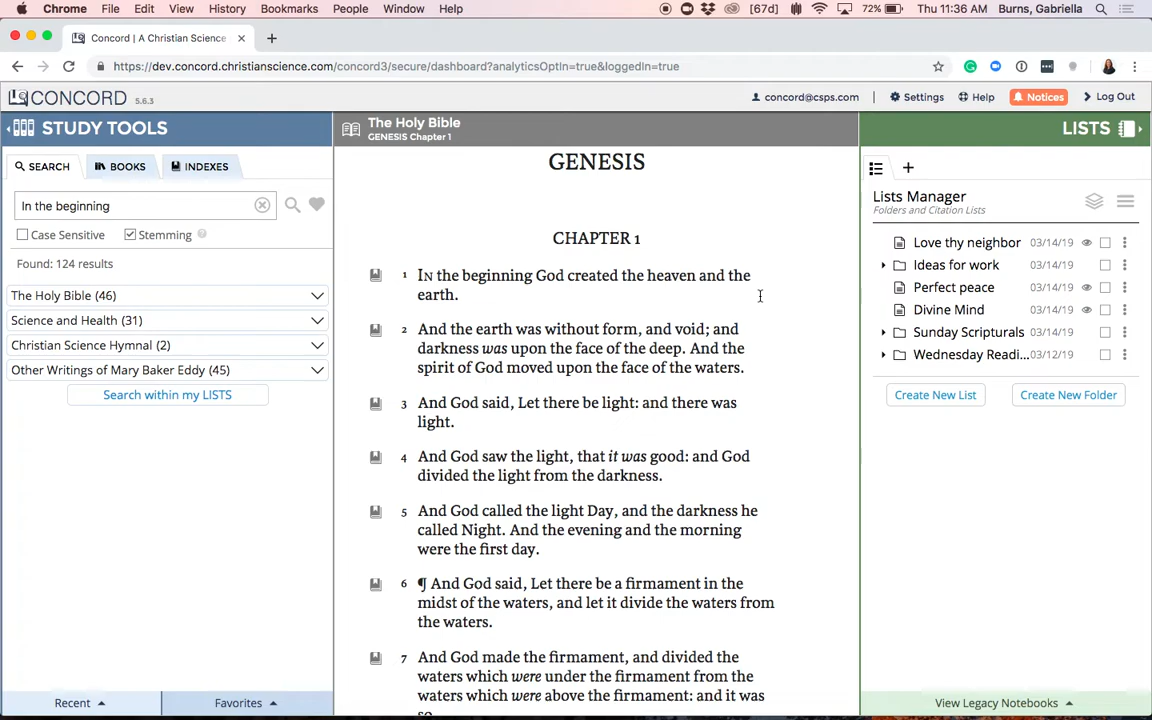 Chrome File Edit View History Bookmarks People Window Help [67d] 72% Thu 11:36 AM Burns, Gabriella
Concord | A Christian Science
https://dev.concord.christianscience.com/concord3/secure/dashboard?analyticsOptIn=true&loggedIn=true
CONCORD 5.6.3 concord@csps.com | Settings Help Notices Log Out
STUDY TOOLS
SEARCH BOOKS INDEXES
In the beginning
Case Sensitive Stemming ?
Found: 124 results
The Holy Bible (46)
Science and Health (31)
Christian Science Hymnal (2)
Other Writings of Mary Baker Eddy (45)
Search within my LISTS
Recent Favorites
The Holy Bible
GENESIS Chapter 1
GENESIS
CHAPTER 1
1 IN the beginning God created the heaven and the
earth.
2 And the earth was without form, and void; and
darkness was upon the face of the deep. And the
spirit of God moved upon the face of the waters.
3 And God said, Let there be light: and there was
light.
4 And God saw the light, that it was good: and God
divided the light from the darkness.
5 And God called the light Day, and the darkness he
called Night. And the evening and the morning
were the first day.
6 ¶ And God said, Let there be a firmament in the
midst of the waters, and let it divide the waters from
the waters.
7 And God made the firmament, and divided the
waters which were under the firmament from the
waters which were above the firmament: and it was
so.
LISTS
+
Lists Manager
Folders and Citation Lists
Love thy neighbor 03/14/19
Ideas for work 03/14/19
Perfect peace 03/14/19
Divine Mind 03/14/19
Sunday Scripturals 03/14/19
Wednesday Readi... 03/12/19
Create New List Create New Folder
View Legacy Notebooks